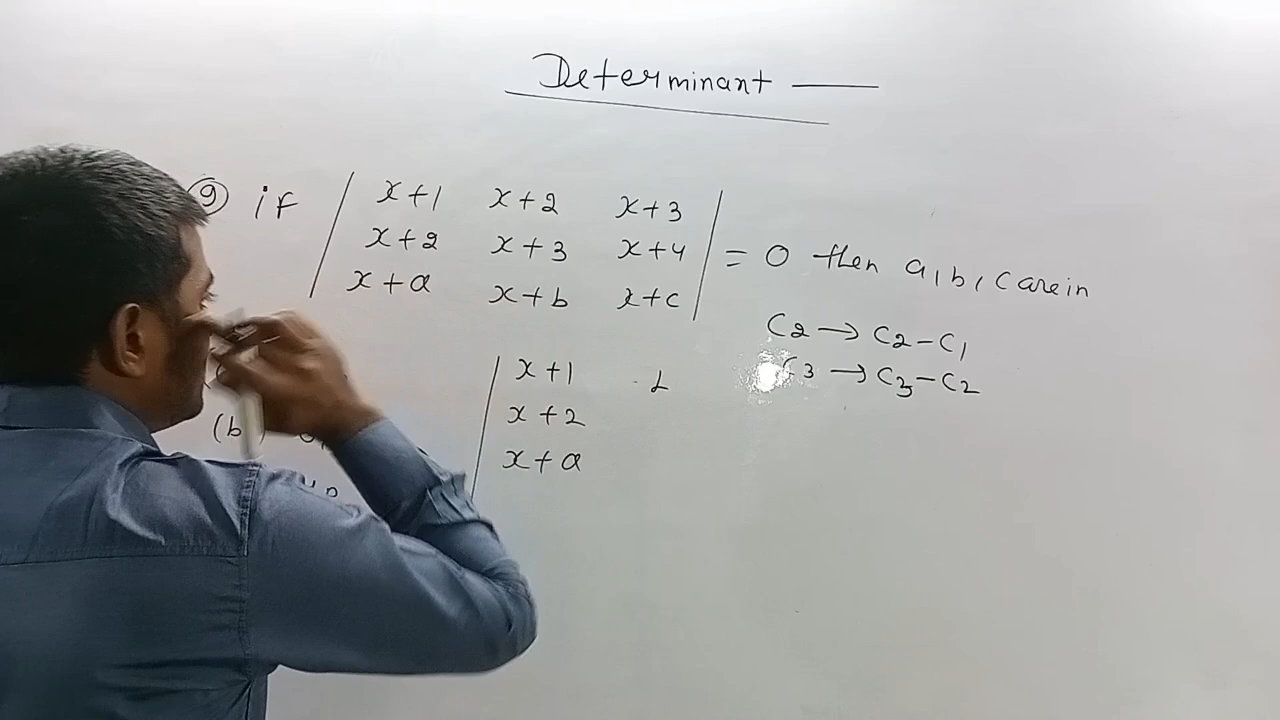 Determinant
⑨ if | x+1 x+2 x+3 |
| x+2 x+3 x+4 | = 0 then a, b, c are in
| x+a x+b x+c |
C2 → C2-C1
C3 → C3-C2
| x+1 1
x+2
x+a
(b)